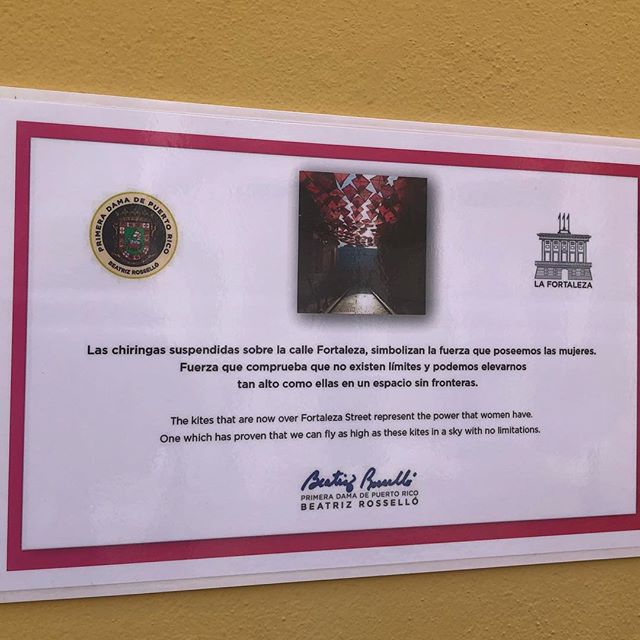 PRIMERA DAMA DE PUERTO RICO
BEATRIZ ROSSELLÓ
LA FORTALEZA
Las chiringas suspendidas sobre la calle Fortaleza, simbolizan la fuerza que poseemos las mujeres.
Fuerza que comprueba que no existen límites y podemos elevarnos
tan alto como ellas en un espacio sin fronteras.
The kites that are now over Fortaleza Street represent the power that women have.
One which has proven that we can fly as high as these kites in a sky with no limitations.
Beatriz Rosselló
PRIMERA DAMA DE PUERTO RICO
BEATRIZ ROSSELLÓ